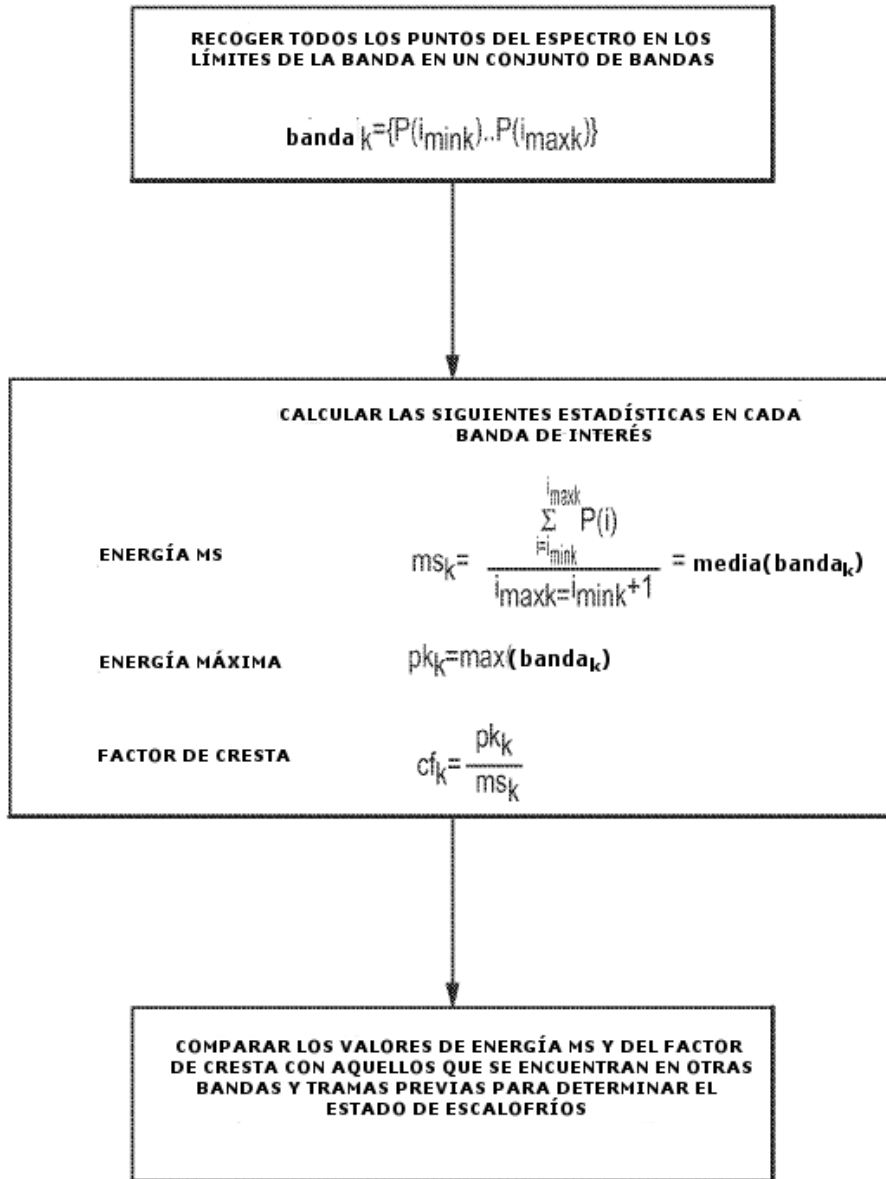 RECOGER TODOS LOS PUNTOS DEL ESPECTRO EN LOS
LÍMITES DE LA BANDA EN UN CONJUNTO DE BANDAS
banda k={P(imink)..P(imaxk)}
CALCULAR LAS SIGUIENTES ESTADÍSTICAS EN CADA
BANDA DE INTERÉS
ENERGÍA MS
imaxk
Σ P(i)
i=imink
msk= = media(bandak)
imaxk=imink+1
ENERGÍA MÁXIMA pkk=max(bandak)
FACTOR DE CRESTA cfk= pkk
msk
COMPARAR LOS VALORES DE ENERGÍA MS Y DEL FACTOR
DE CRESTA CON AQUELLOS QUE SE ENCUENTRAN EN OTRAS
BANDAS Y TRAMAS PREVIAS PARA DETERMINAR EL
ESTADO DE ESCALOFRÍOS